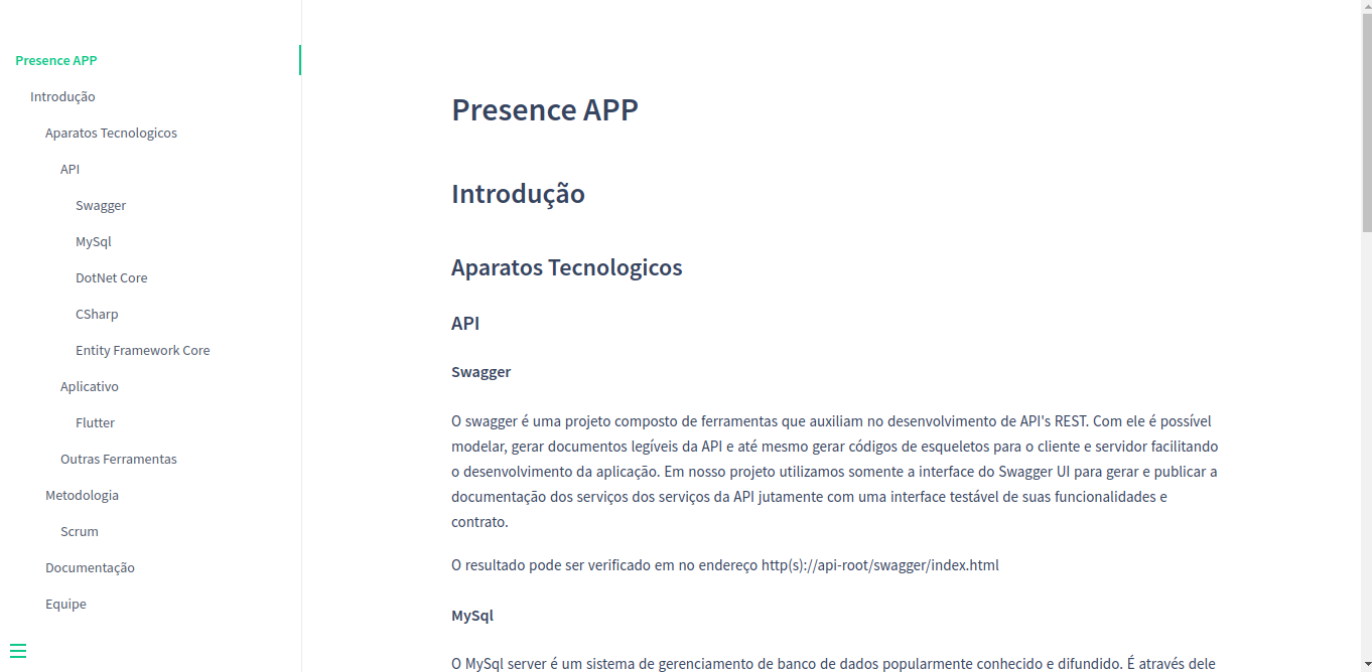 Presence APP
Introdução
Aparatos Tecnologicos
API
Swagger
MySql
DotNet Core
CSharp
Entity Framework Core
Aplicativo
Flutter
Outras Ferramentas
Metodologia
Scrum
Documentação
Equipe
Presence APP
Introdução
Aparatos Tecnologicos
API
Swagger
O swagger é uma projeto composto de ferramentas que auxiliam no desenvolvimento de API's REST. Com ele é possível
modelar, gerar documentos legíveis da API e até mesmo gerar códigos de esqueletos para o cliente e servidor facilitando
o desenvolvimento da aplicação. Em nosso projeto utilizamos somente a interface do Swagger UI para gerar e publicar a
documentação dos serviços dos serviços da API jutamente com uma interface testável de suas funcionalidades e
contrato.
O resultado pode ser verificado em no endereço http(s)://api-root/swagger/index.html
MySql
O MySql server é um sistema de gerenciamento de banco de dados popularmente conhecido e difundido. É através dele